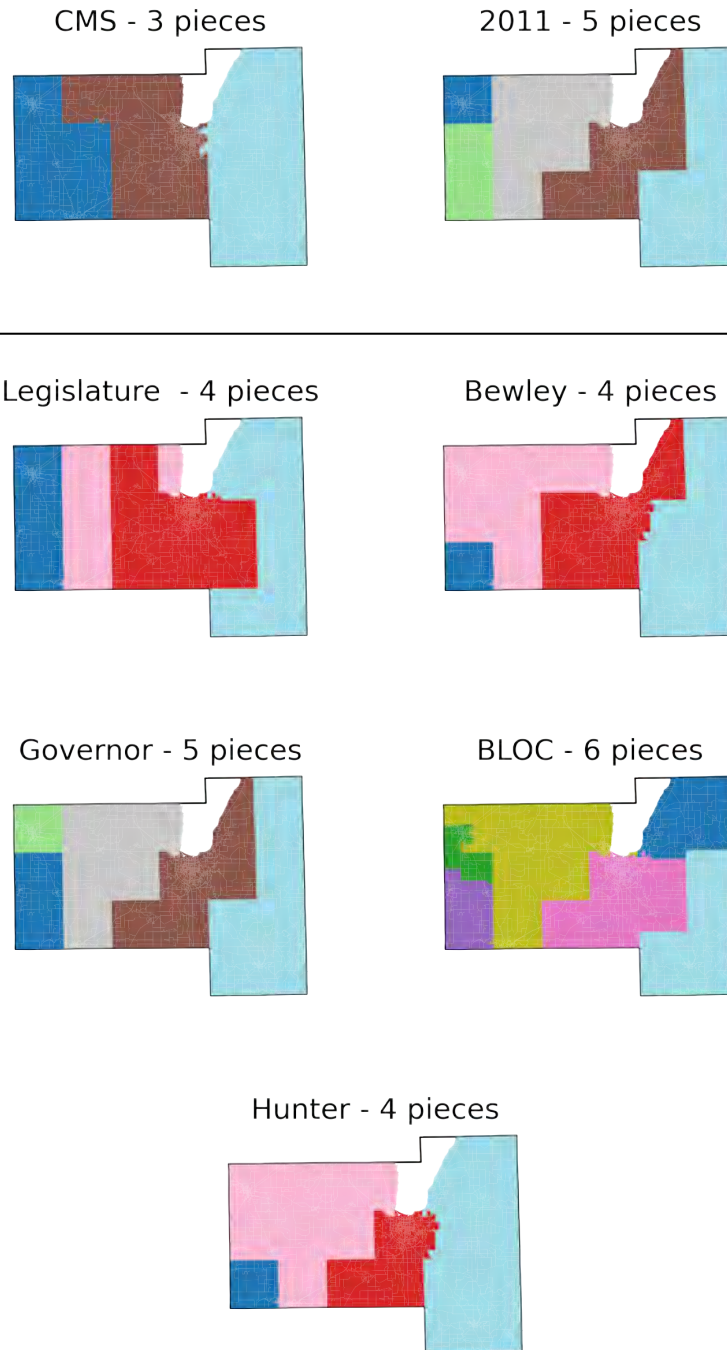 CMS - 3 pieces
2011 - 5 pieces
Legislature - 4 pieces
Bewley - 4 pieces
Governor - 5 pieces
BLOC - 6 pieces
Hunter - 4 pieces